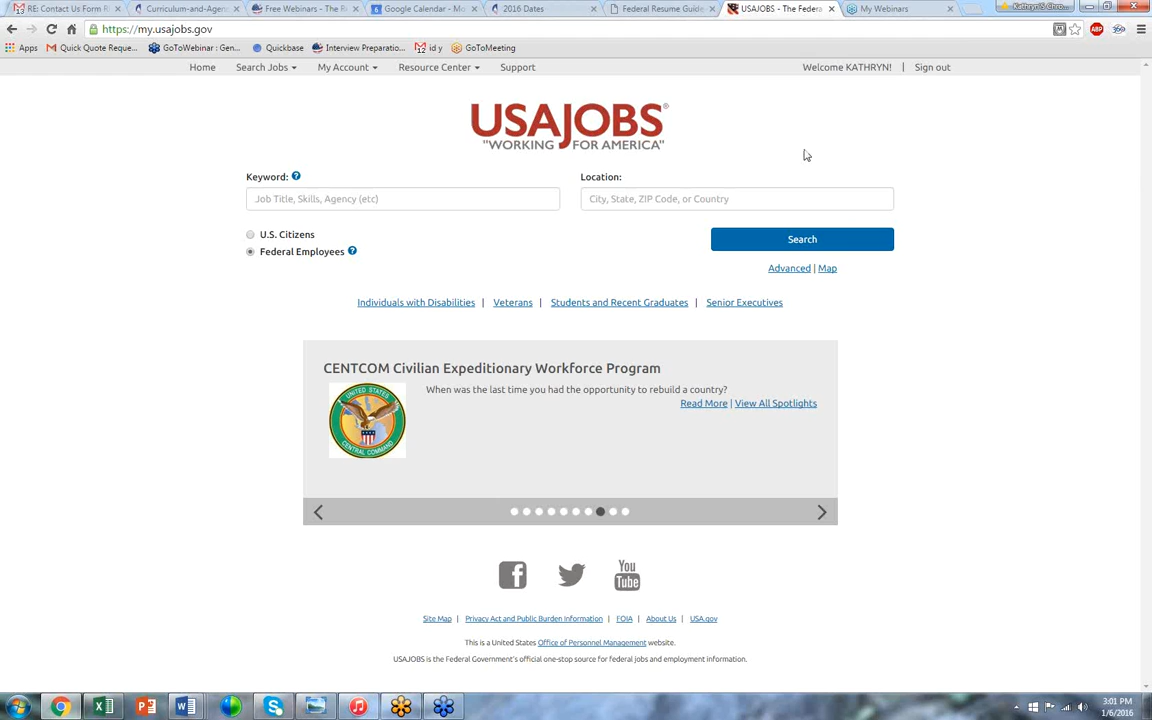 RE: Contact Us Form R
Curriculum-and-Agen
Free Webinars - The R
Google Calendar - Mo
2016 Dates
Federal Resume Guide
USAJOBS - The Federa
My Webinars
Kathryn'S Chro...
https://my.usajobs.gov
Apps
Quick Quote Reque...
GoToWebinar : Gen...
Quickbase
Interview Preparatio...
id y
GoToMeeting
Home
Search Jobs
My Account
Resource Center
Support
Welcome KATHRYN! | Sign out
USAJOBS®
"WORKING FOR AMERICA"
Keyword:
Location:
Job Title, Skills, Agency (etc)
City, State, ZIP Code, or Country
U.S. Citizens
Federal Employees
Search
Advanced | Map
Individuals with Disabilities | Veterans | Students and Recent Graduates | Senior Executives
CENTCOM Civilian Expeditionary Workforce Program
When was the last time you had the opportunity to rebuild a country?
Read More | View All Spotlights
UNITED STATES
CENTRAL COMMAND
You
Tube
Site Map | Privacy Act and Public Burden Information | FOIA | About Us | USA.gov
This is a United States Office of Personnel Management website.
USAJOBS is the Federal Government's official one-stop source for federal jobs and employment information.
3:01 PM
1/6/2016